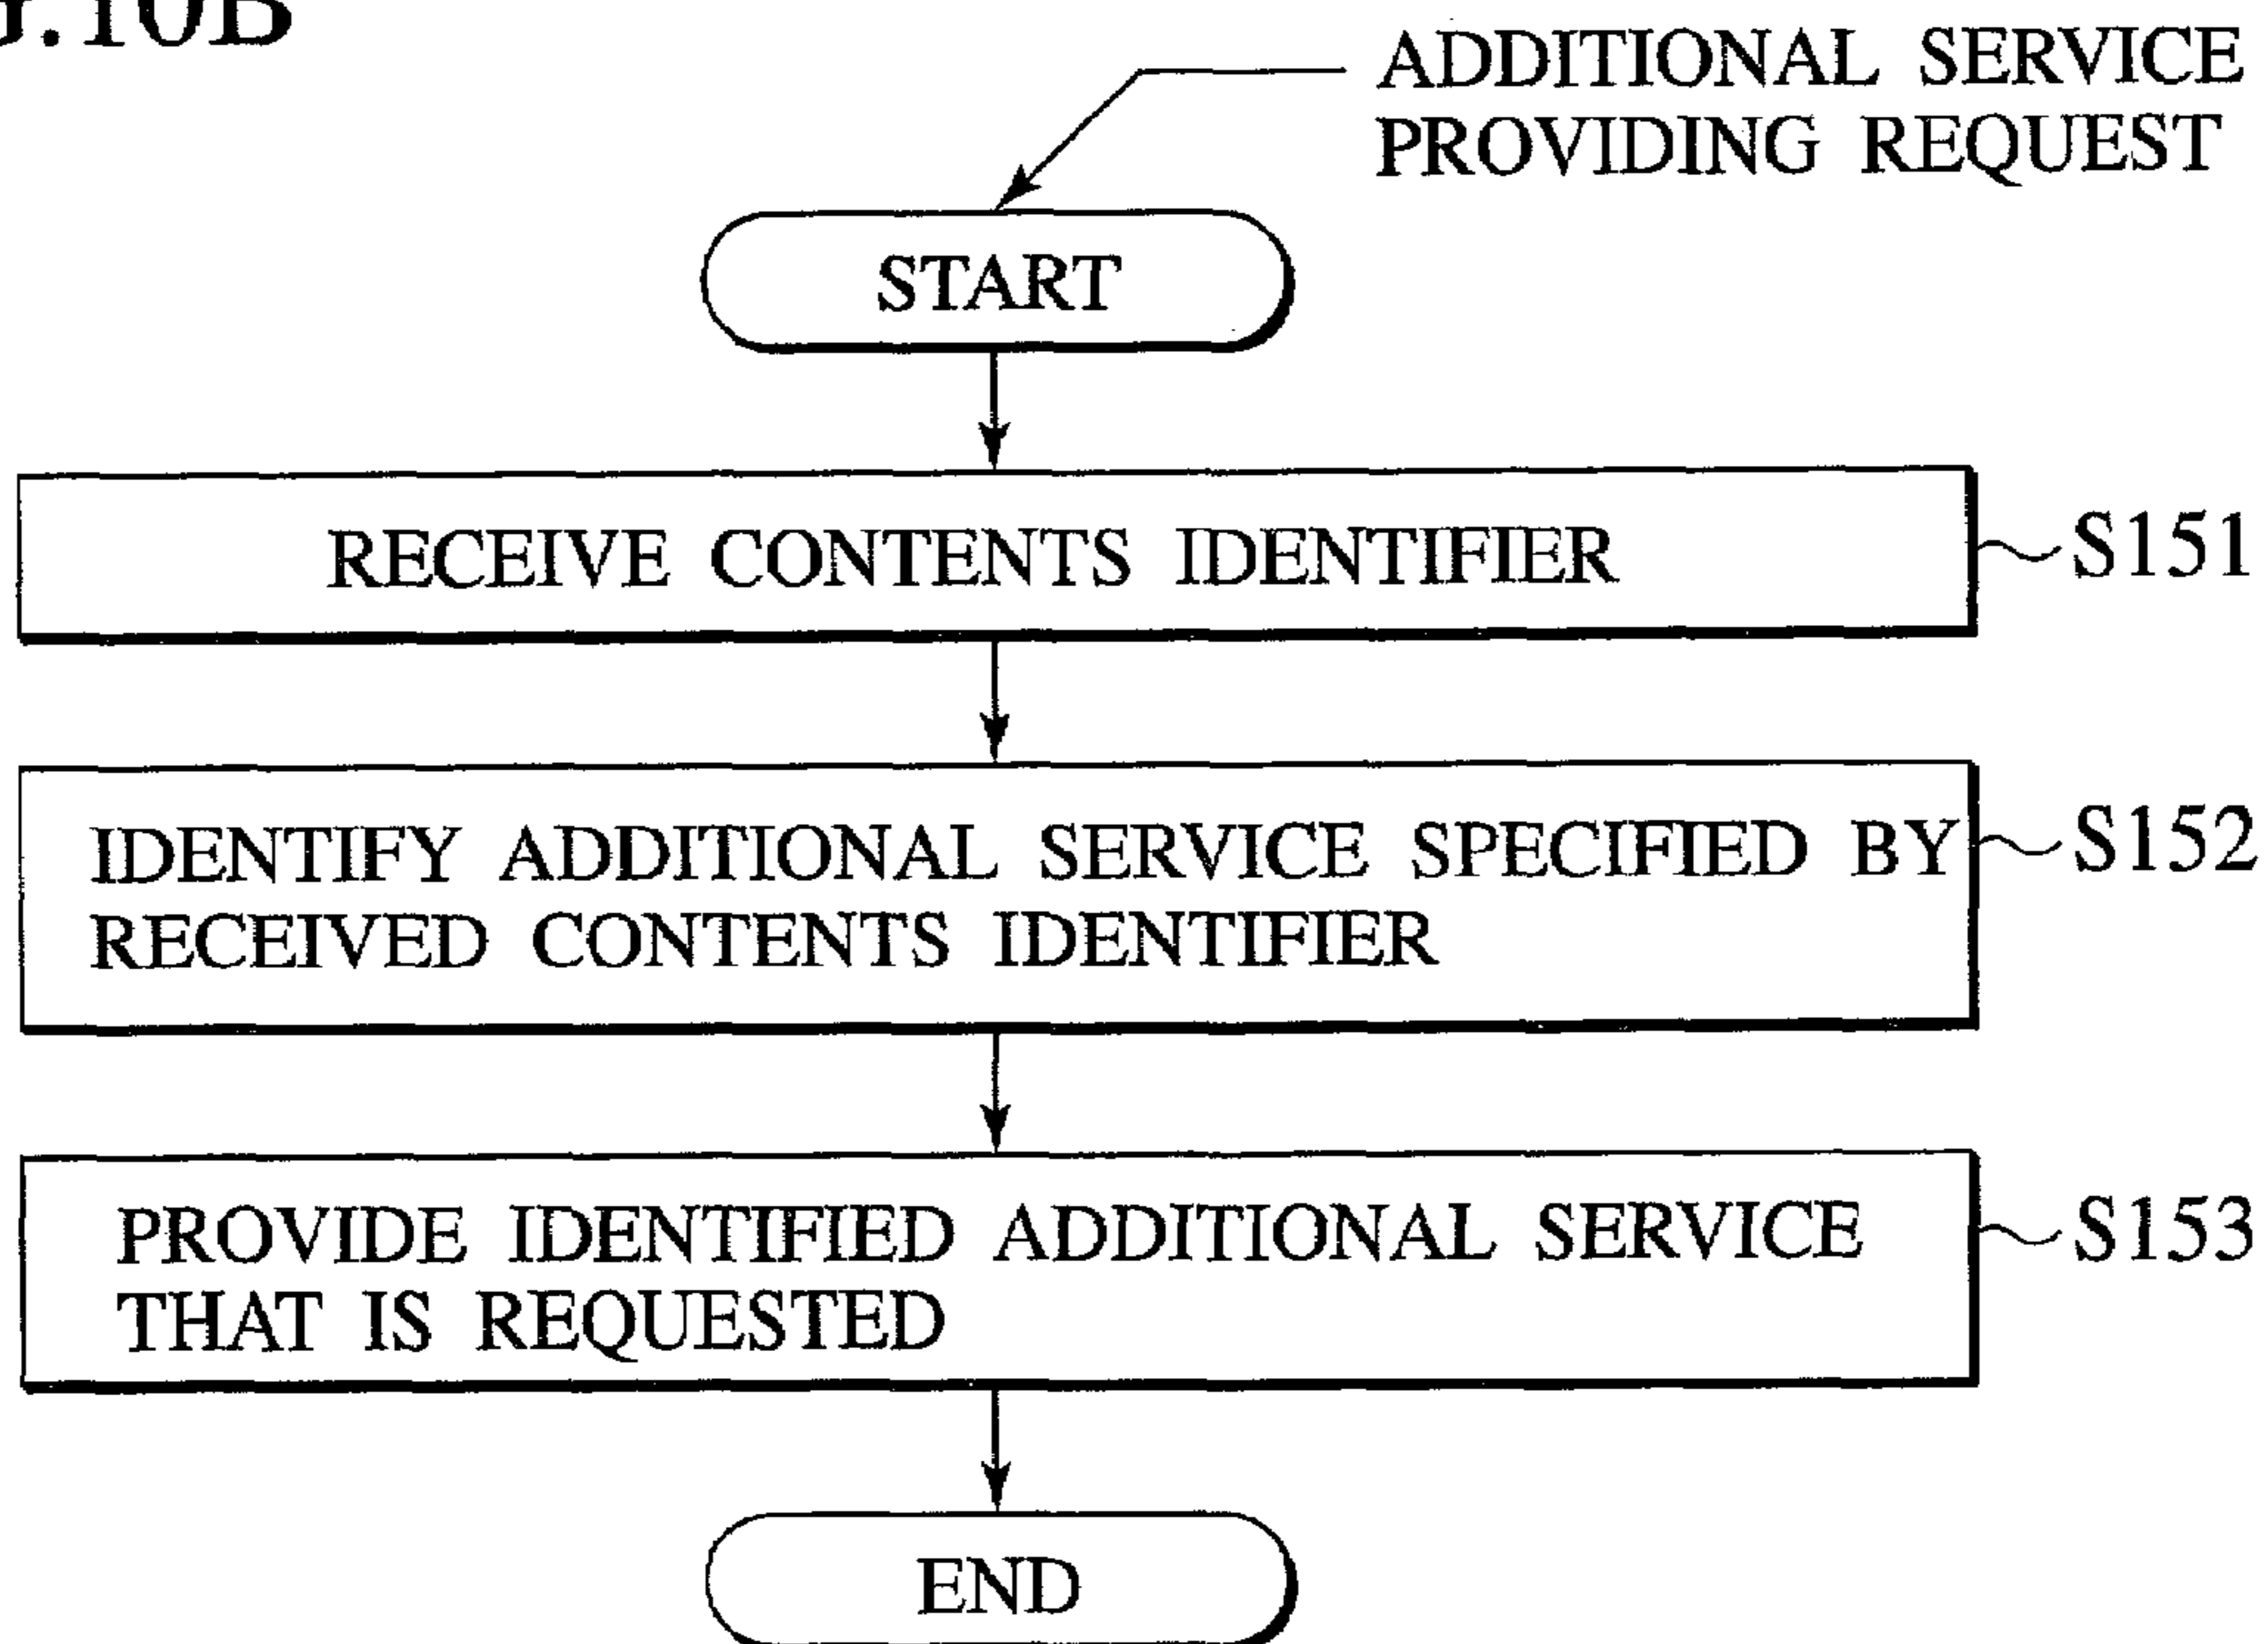 .10B
ADDITIONAL SERVICE
PROVIDING REQUEST
START
RECEIVE CONTENTS IDENTIFIER
S151
IDENTIFY ADDITIONAL SERVICE SPECIFIED BY
RECEIVED CONTENTS IDENTIFIER
S152
PROVIDE IDENTIFIED ADDITIONAL SERVICE
THAT IS REQUESTED
S153
END